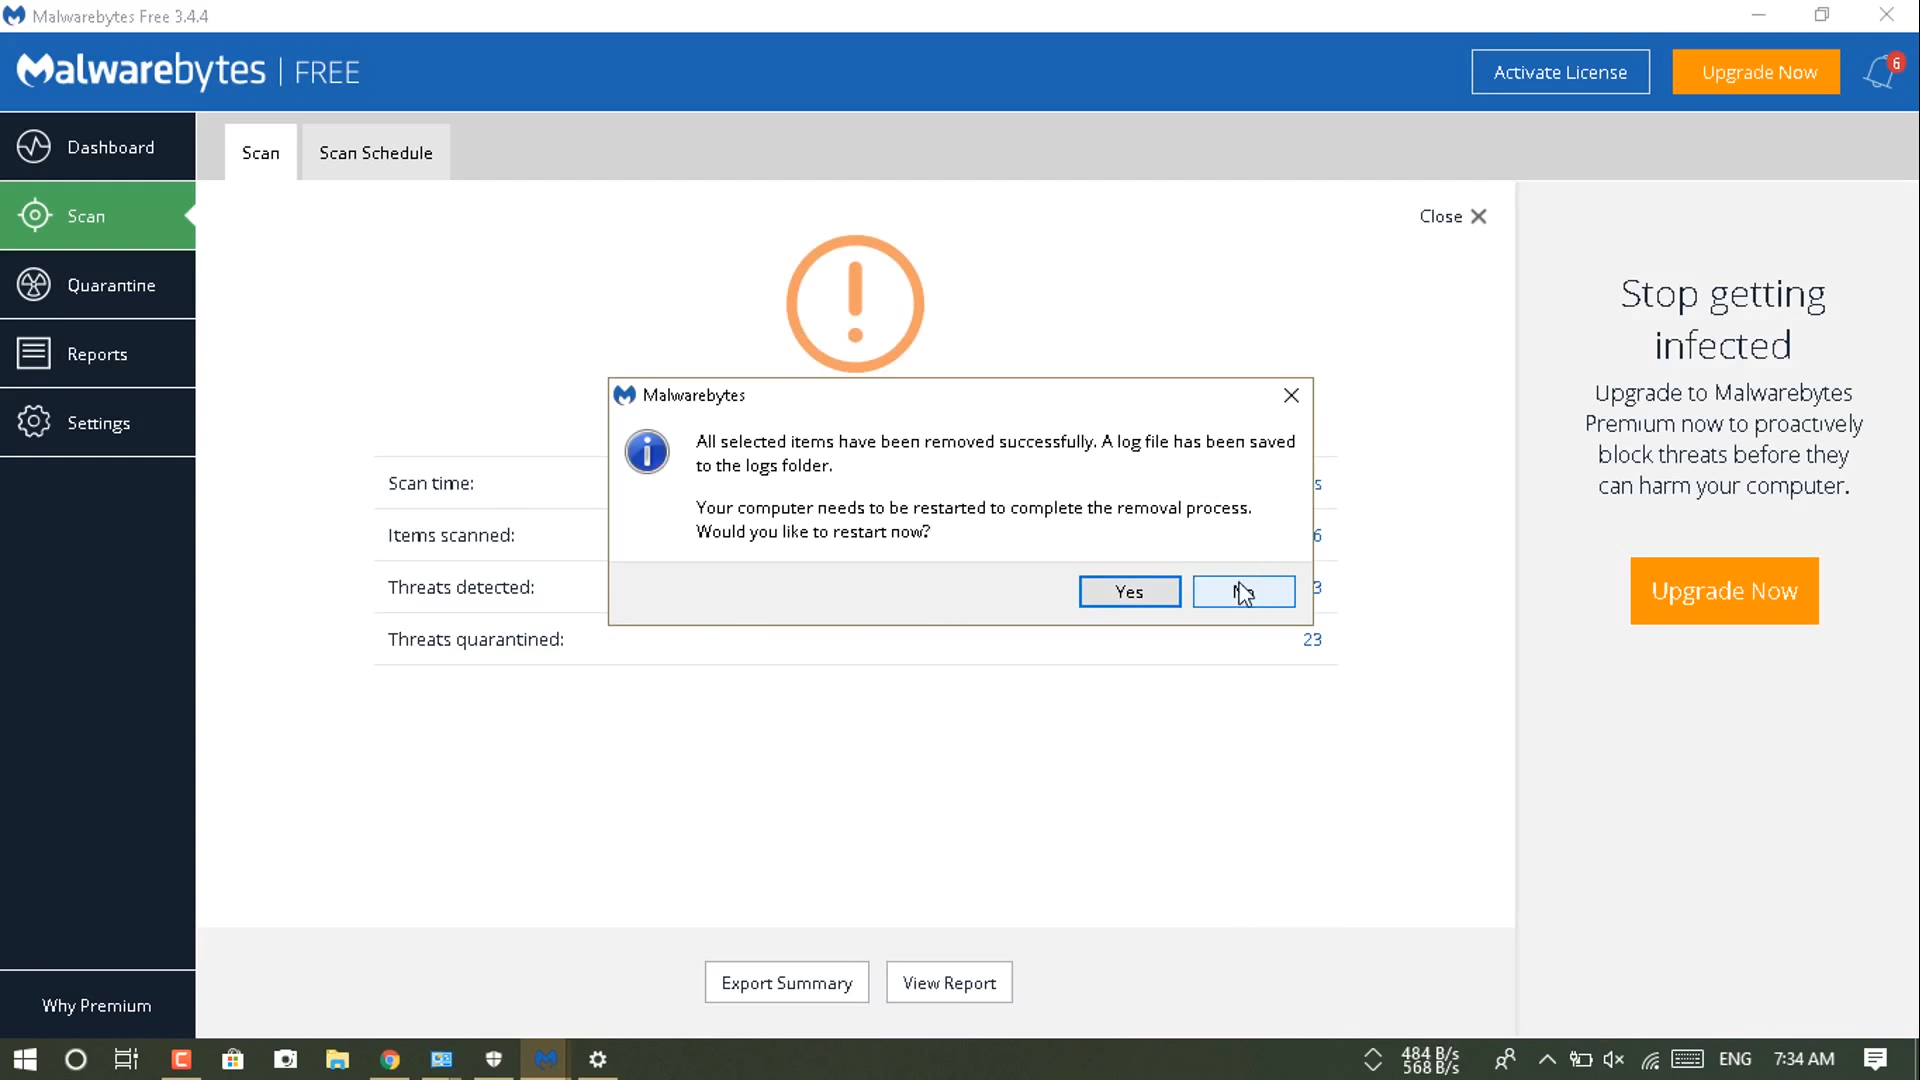 Malwarebytes Free 3.4.4
Malwarebytes | FREE
Activate License
Upgrade Now
6
Dashboard
Scan
Quarantine
Reports
Settings
Why Premium
Scan
Scan Schedule
Close
Malwarebytes
All selected items have been removed successfully. A log file has been saved
to the logs folder.
Your computer needs to be restarted to complete the removal process.
Would you like to restart now?
Yes
Scan time:
s
Items scanned:
6
Threats detected:
3
Threats quarantined:
23
Export Summary
View Report
Stop getting
infected
Upgrade to Malwarebytes
Premium now to proactively
block threats before they
can harm your computer.
Upgrade Now
484 B/s
568 B/s
ENG
7:34 AM